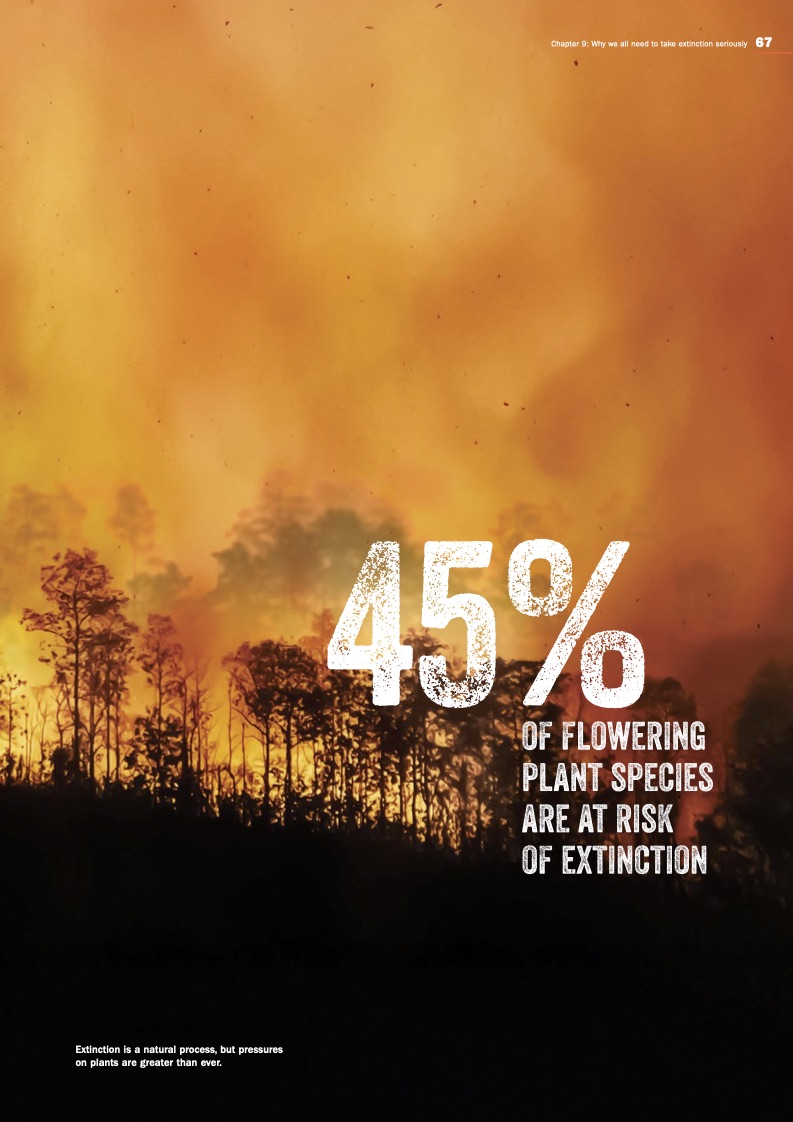 Chapter 9: Why we all need to take extinction seriously 67
45%
OF FLOWERING
PLANT SPECIES
ARE AT RISK
OF EXTINCTION
Extinction is a natural process, but pressures
on plants are greater than ever.